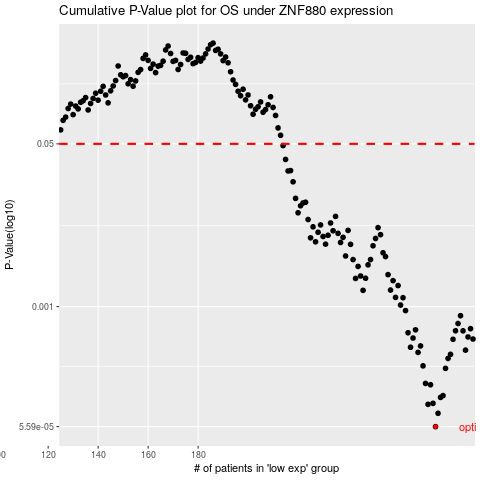 Cumulative P-Value plot for OS under ZNF880 expression
P-Value(log10)
0.05
0.001
5.59e-05
opti
00 120 140 160 180
# of patients in 'low exp' group